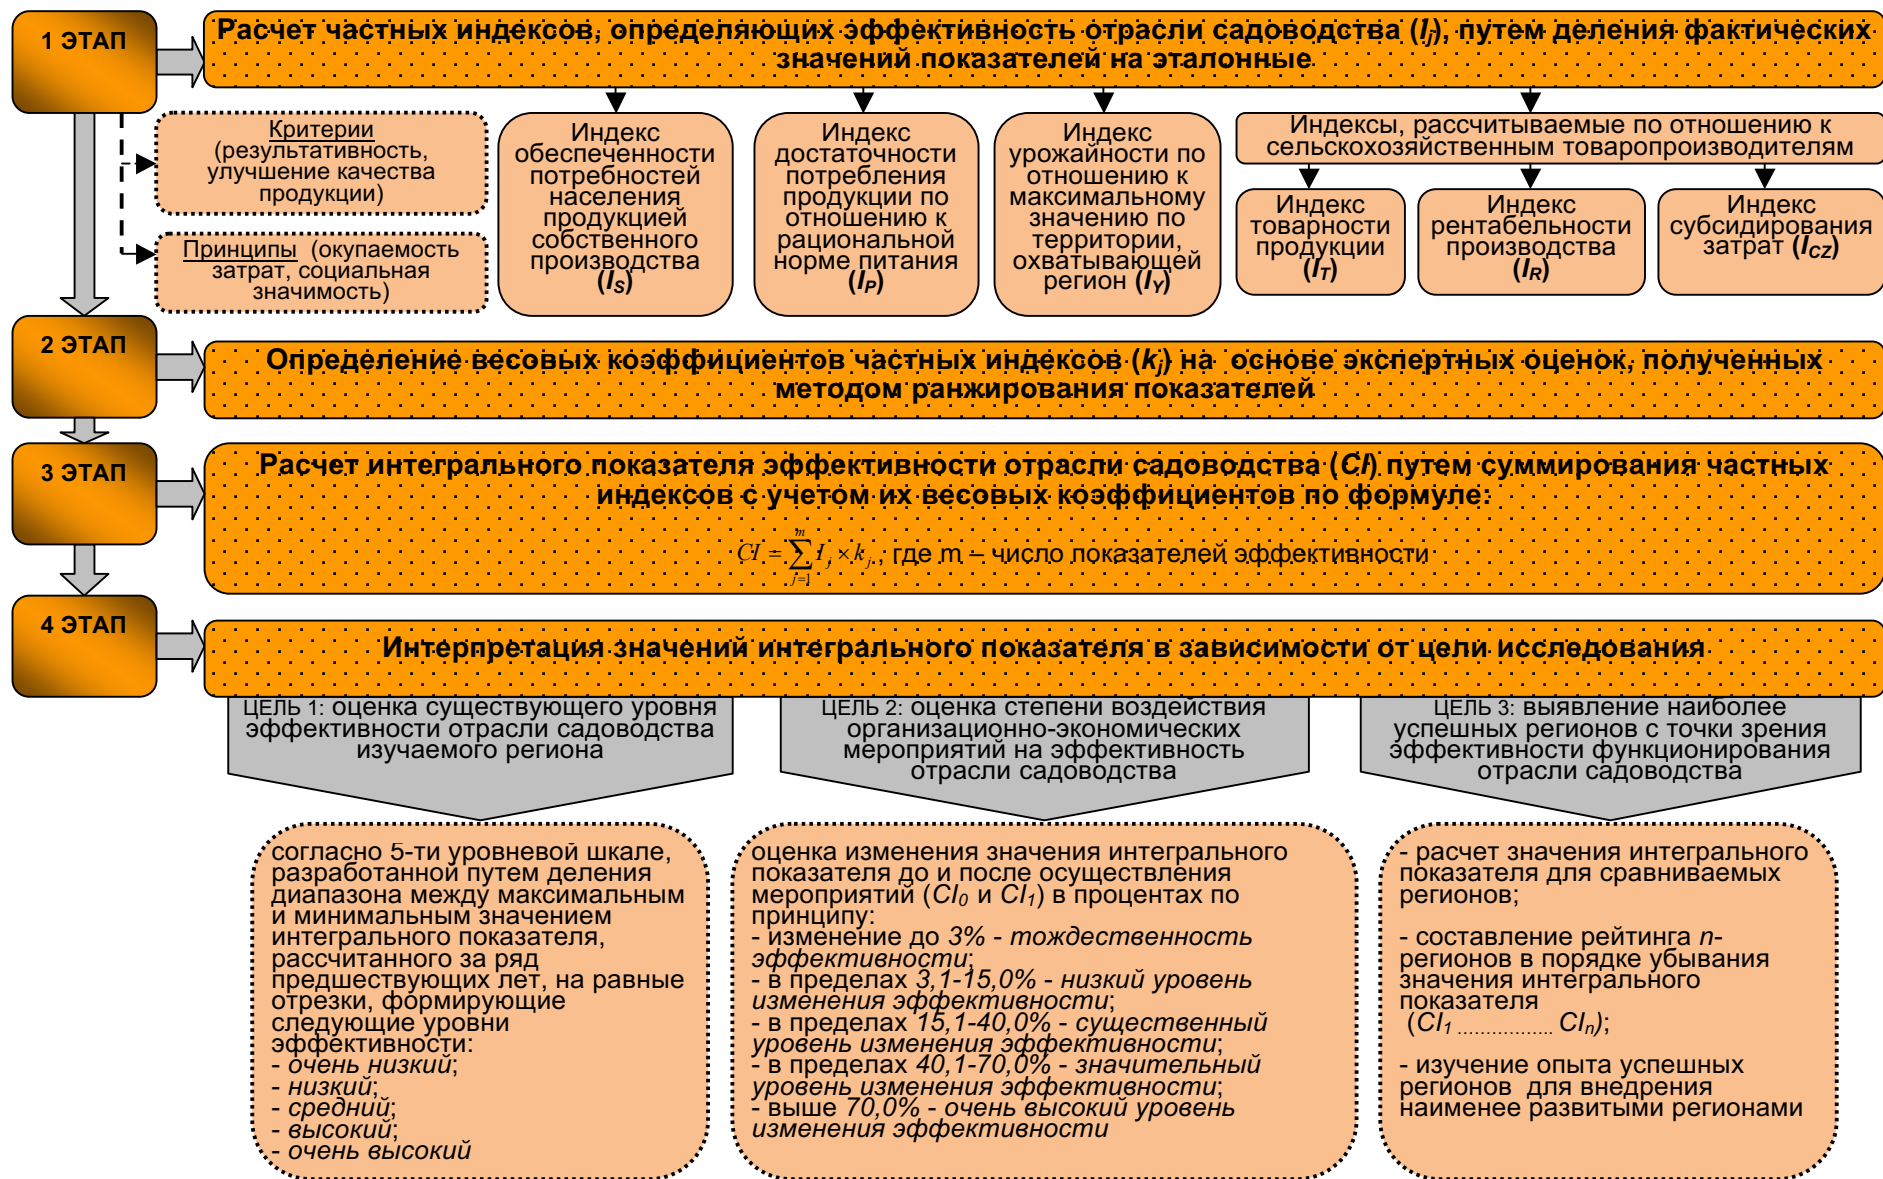 1 ЭТАП
Расчет частных индексов, определяющих эффективность отрасли садоводства (Ij), путем деления фактических
значений показателей на эталонные
Критерии
(результативность,
улучшение качества
продукции)
Принципы (окупаемость
затрат, социальная
значимость)
Индекс
обеспеченности
потребностей
населения
продукцией
собственного
производства
(IS)
Индекс
достаточности
потребления
продукции по
отношению к
рациональной
норме питания
(IP)
Индекс
урожайности по
отношению к
максимальному
значению по
территории,
охватывающей
регион (IY)
Индексы, рассчитываемые по отношению к
сельскохозяйственным товаропроизводителям
Индекс
товарности
продукции
(IT)
Индекс
рентабельности
производства
(IR)
Индекс
субсидирования
затрат (ICZ)
2 ЭТАП
Определение весовых коэффициентов частных индексов (kj) на основе экспертных оценок, полученных
методом ранжирования показателей
3 ЭТАП
Расчет интегрального показателя эффективности отрасли садоводства (CI) путем суммирования частных
индексов с учетом их весовых коэффициентов по формуле:
CI = ∑_{j=1}^{m} I_j × k_j, где m – число показателей эффективности
4 ЭТАП
Интерпретация значений интегрального показателя в зависимости от цели исследования
ЦЕЛЬ 1: оценка существующего уровня
эффективности отрасли садоводства
изучаемого региона
ЦЕЛЬ 2: оценка степени воздействия
организационно-экономических
мероприятий на эффективность
отрасли садоводства
ЦЕЛЬ 3: выявление наиболее
успешных регионов с точки зрения
эффективности функционирования
отрасли садоводства
согласно 5-ти уровневой шкале,
разработанной путем деления
диапазона между максимальным
и минимальным значением
интегрального показателя,
рассчитанного за ряд
предшествующих лет, на равные
отрезки, формирующие
следующие уровни
эффективности:
- очень низкий;
- низкий;
- средний;
- высокий;
- очень высокий
оценка изменения значения интегрального
показателя до и после осуществления
мероприятий (CI0 и CI1) в процентах по
принципу:
- изменение до 3% - тождественность
эффективности;
- в пределах 3,1-15,0% - низкий уровень
изменения эффективности;
- в пределах 15,1-40,0% - существенный
уровень изменения эффективности;
- в пределах 40,1-70,0% - значительный
уровень изменения эффективности;
- выше 70,0% - очень высокий уровень
изменения эффективности
- расчет значения интегрального
показателя для сравниваемых
регионов;
- составление рейтинга n-
регионов в порядке убывания
значения интегрального
показателя
(CI1 ................. CIn);
- изучение опыта успешных
регионов для внедрения
наименее развитыми регионами